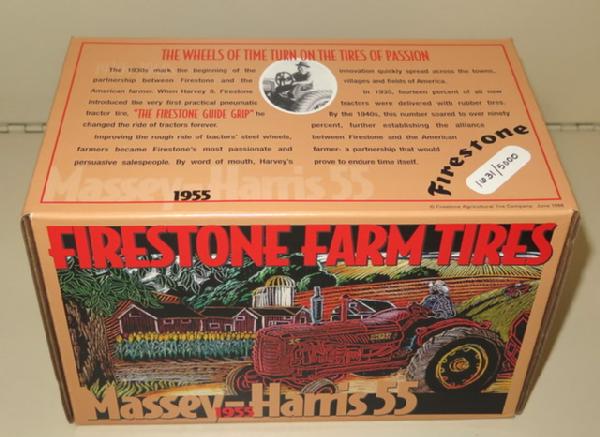 THE WHEELS OF TIME TURN ON THE TIRES OF PASSION
The 1930s mark the beginning of the
partnership between Firestone and the
American farmer. When Harvey S. Firestone
introduced the very first practical pneumatic
tractor tire, "THE FIRESTONE GUIDE GRIP" he
changed the ride of tractors forever.
Improving the rough ride of tractors' steel wheels,
farmers became Firestone's most passionate and
persuasive salespeople. By word of mouth, Harvey's
innovation quickly spread across the towns,
villages and fields of America.
In 1935, fourteen percent of all new
tractors were delivered with rubber tires.
By the 1940s, this number soared to over ninety
percent, further establishing the alliance
between Firestone and the American
farmer- a partnership that would
prove to endure time itself.
Firestone
1631/5000
Massey-Harris 55
1955
© Firestone Agricultural Tire Company June 1998
FIRESTONE FARM TIRES
Massey-Harris 55
1955